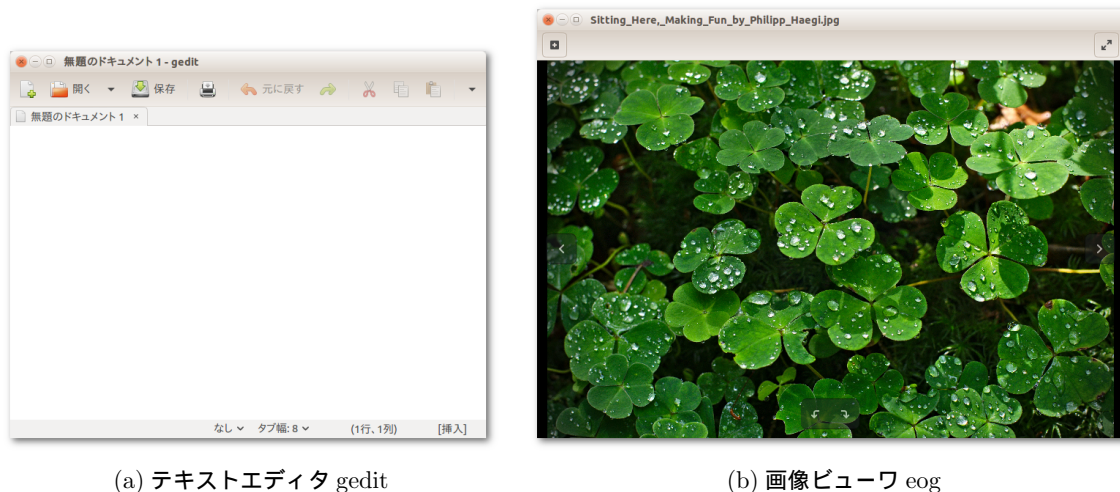 無題のドキュメント 1 - gedit
開く 保存 元に戻す
無題のドキュメント 1 ×
なし タブ幅: 8 (1行、1列) [挿入]
(a) テキストエディタ gedit
Sitting_Here,_Making_Fun_by_Philipp_Haegi.jpg
(b) 画像ビューワ eog